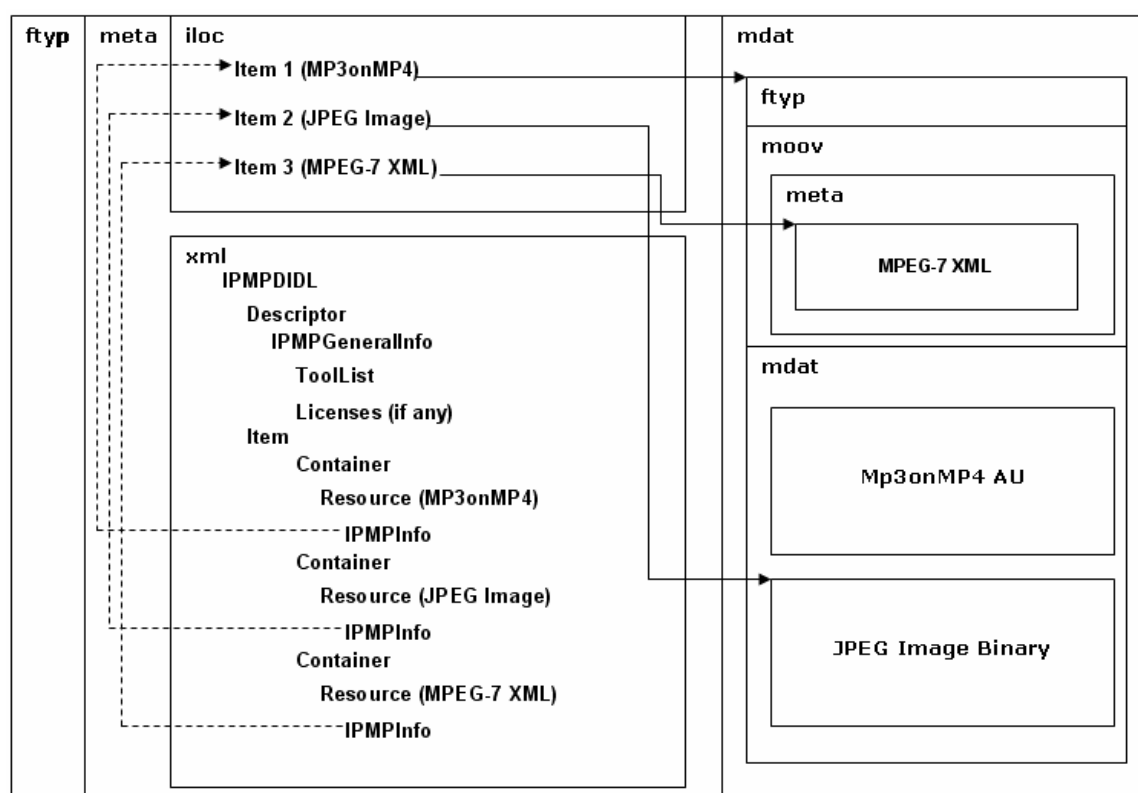 ftyp
meta
iloc
Item 1 (MP3onMP4)
Item 2 (JPEG Image)
Item 3 (MPEG-7 XML)
xml
IPMPDIDL
Descriptor
IPMPGeneralInfo
ToolList
Licenses (if any)
Item
Container
Resource (MP3onMP4)
IPMPInfo
Container
Resource (JPEG Image)
IPMPInfo
Container
Resource (MPEG-7 XML)
IPMPInfo
mdat
ftyp
moov
meta
MPEG-7 XML
mdat
Mp3onMP4 AU
JPEG Image Binary